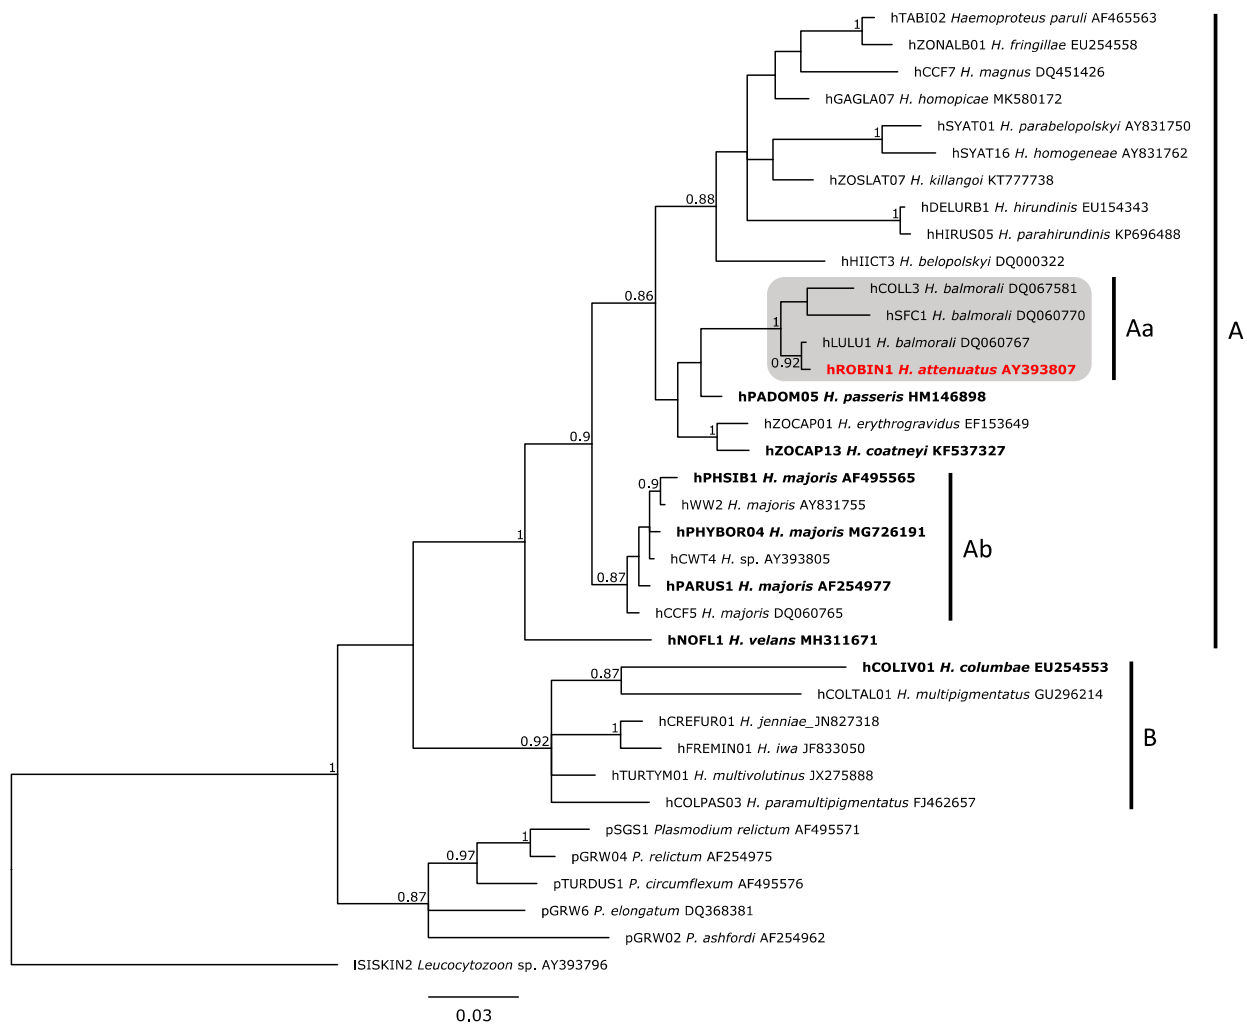 hTABI02 Haemoproteus paruli AF465563
1
hZONALB01 H. fringillae EU254558
hCCF7 H. magnus DQ451426
hGAGLA07 H. homopicae MK580172
hSYAT01 H. parabelopolskyi AY831750
1
hSYAT16 H. homogeneae AY831762
hZOSLAT07 H. killangoi KT777738
0.88
hDELURB1 H. hirundinis EU154343
1
hHIRUS05 H. parahirundinis KP696488
A
hHIICT3 H. belopolskyi DQ000322
hCOLL3 H. balmorali DQ067581
0.86
hSFC1 H. balmorali DQ060770
1
Aa
hLULU1 H. balmorali DQ060767
0.92
hROBIN1 H. attenuatus AY393807
hPADOM05 H. passeris HM146898
hZOCAP01 H. erythrogravidus EF153649
1
0.9
hZOCAP13 H. coatneyi KF537327
hPHSIB1 H. majoris AF495565
0.9
hWW2 H. majoris AY831755
1
hPHYBOR04 H. majoris MG726191
Ab
hCWT4 H. sp. AY393805
0.87
hPARUS1 H. majoris AF254977
hCCF5 H. majoris DQ060765
hNOFL1 H. velans MH311671
hCOLIV01 H. columbae EU254553
0.87
hCOLTAL01 H. multipigmentatus GU296214
hCREFUR01 H. jenniae_JN827318
1
0.92
hFREMIN01 H. iwa JF833050
B
1
hTURTYM01 H. multivolutinus JX275888
hCOLPAS03 H. paramultipigmentatus FJ462657
pSGS1 Plasmodium relictum AF495571
1
pGRW04 P. relictum AF254975
0.97
pTURDUS1 P. circumflexum AF495576
0.87
pGRW6 P. elongatum DQ368381
pGRW02 P. ashfordi AF254962
lSISKIN2 Leucocytozoon sp. AY393796
0.03